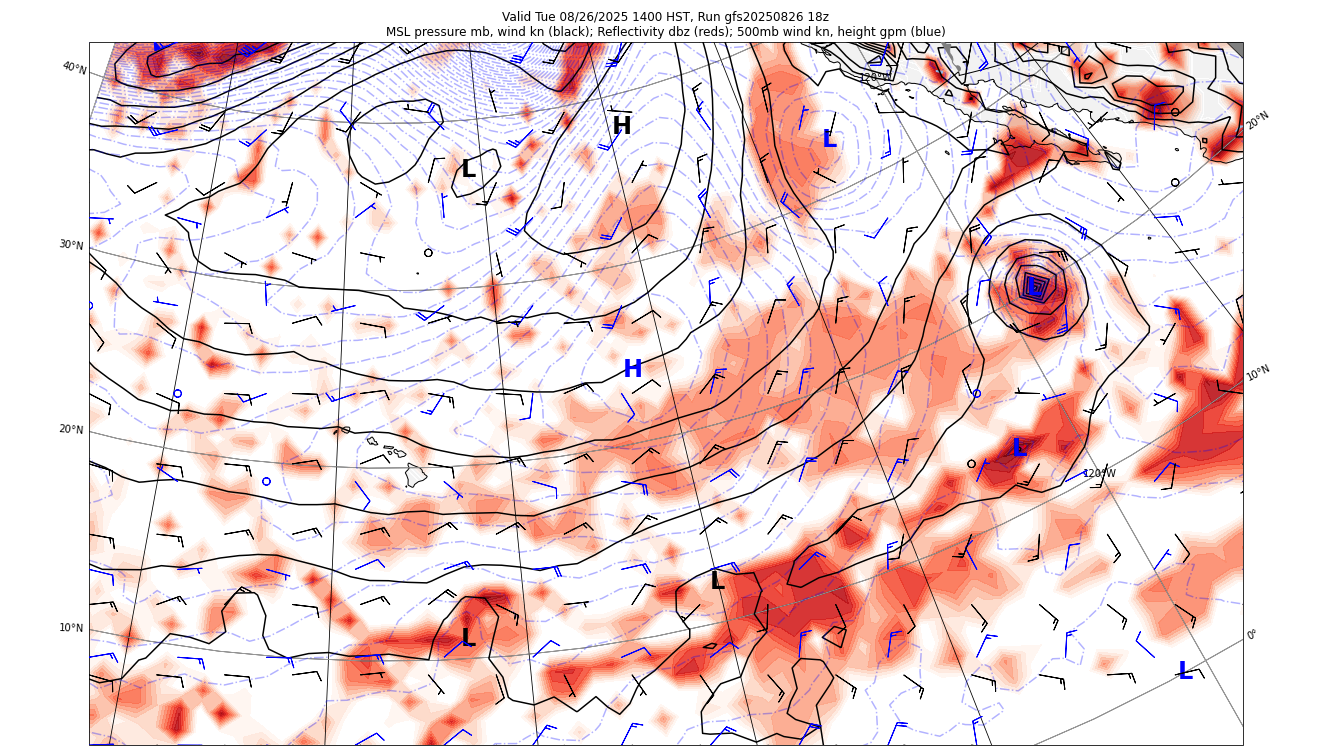 Valid Tue 08/26/2025 1400 HST, Run gfs20250826 18z
MSL pressure mb, wind kn (black); Reflectivity dbz (reds); 500mb wind kn, height gpm (blue)
40°N
120°W
20°N
H
L
L
30°N
L
10°N
H
20°N
L
120°W
L
10°N
L
0°
L